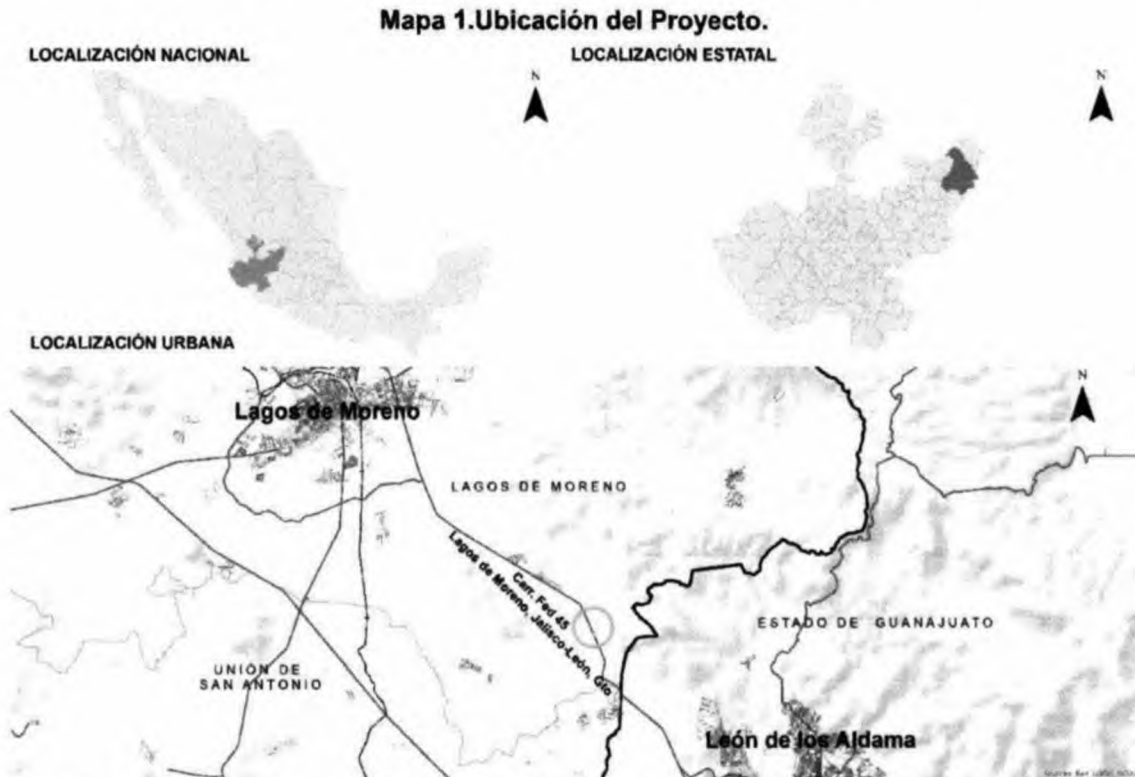 Mapa 1.Ubicación del Proyecto.
LOCALIZACIÓN NACIONAL
LOCALIZACIÓN ESTATAL
N
N
LOCALIZACIÓN URBANA
N
Lagos de Moreno
LAGOS DE MORENO
Carr. Fed 45
Lagos de Moreno, Jalisco-León, Gto
ESTADO DE GUANAJUATO
UNIÓN DE
SAN ANTONIO
León de los Aldama